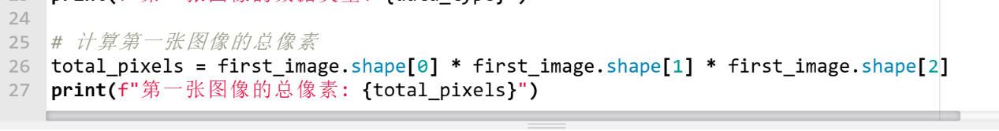 24
25 # 计算第一张图像的总像素
26 total_pixels = first_image.shape[0] * first_image.shape[1] * first_image.shape[2]
27 print(f"第一张图像的总像素: {total_pixels}")